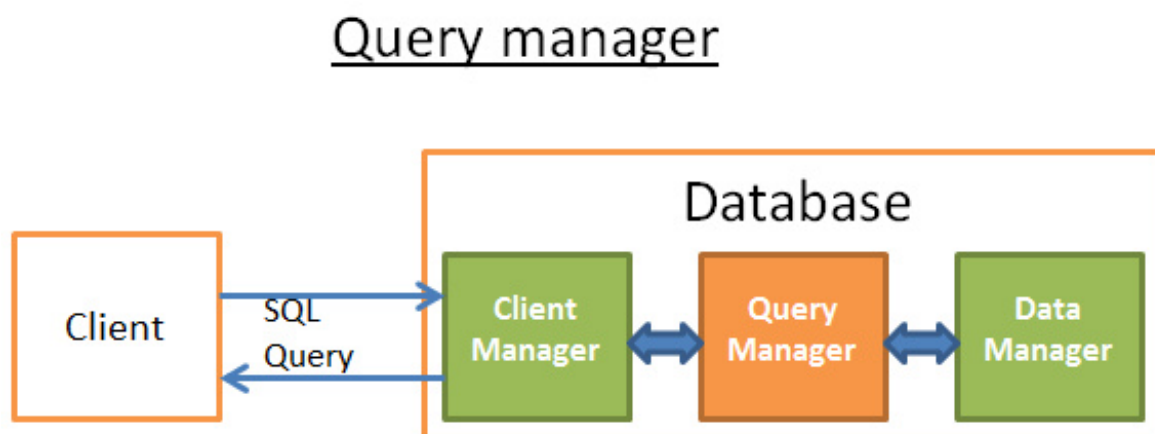 Query manager
Database
Client
SQL
Query
Client
Manager
Query
Manager
Data
Manager